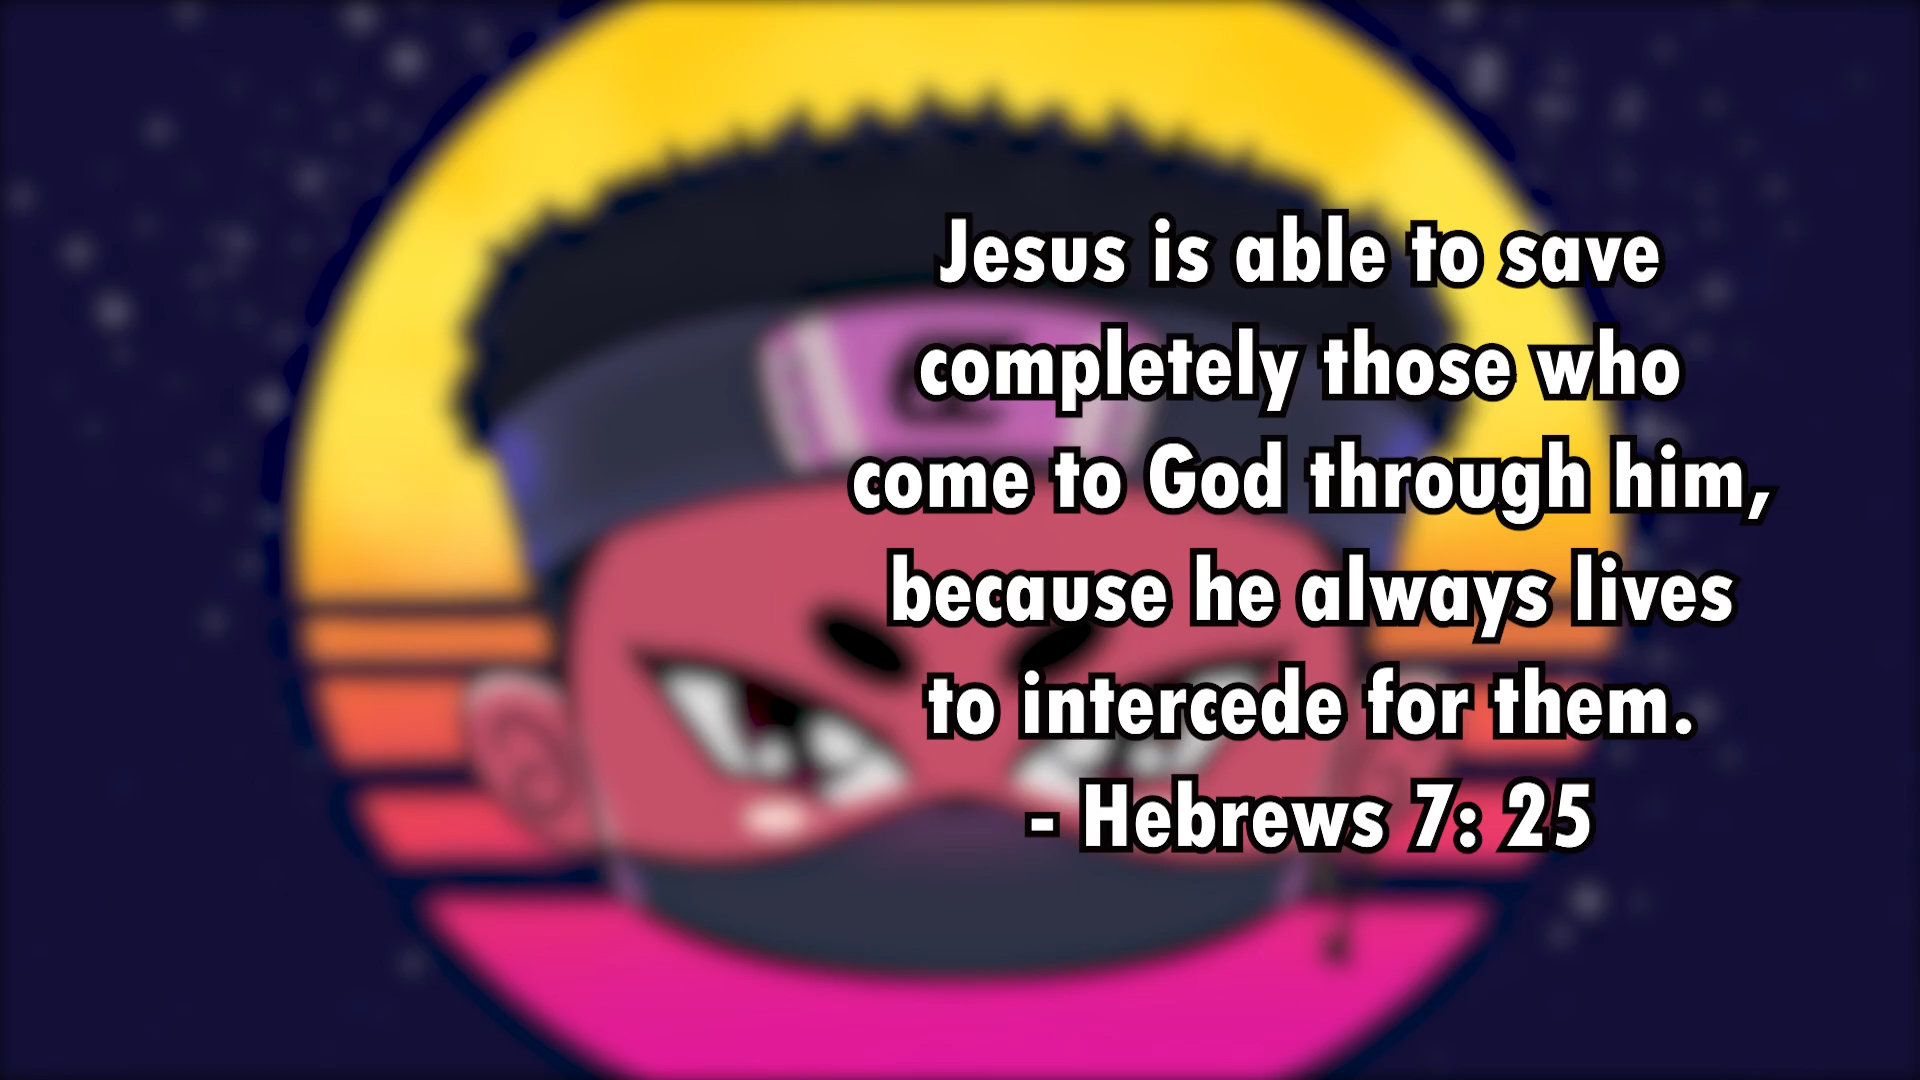 Jesus is able to save
completely those who
come to God through him,
because he always lives
to intercede for them.
- Hebrews 7: 25